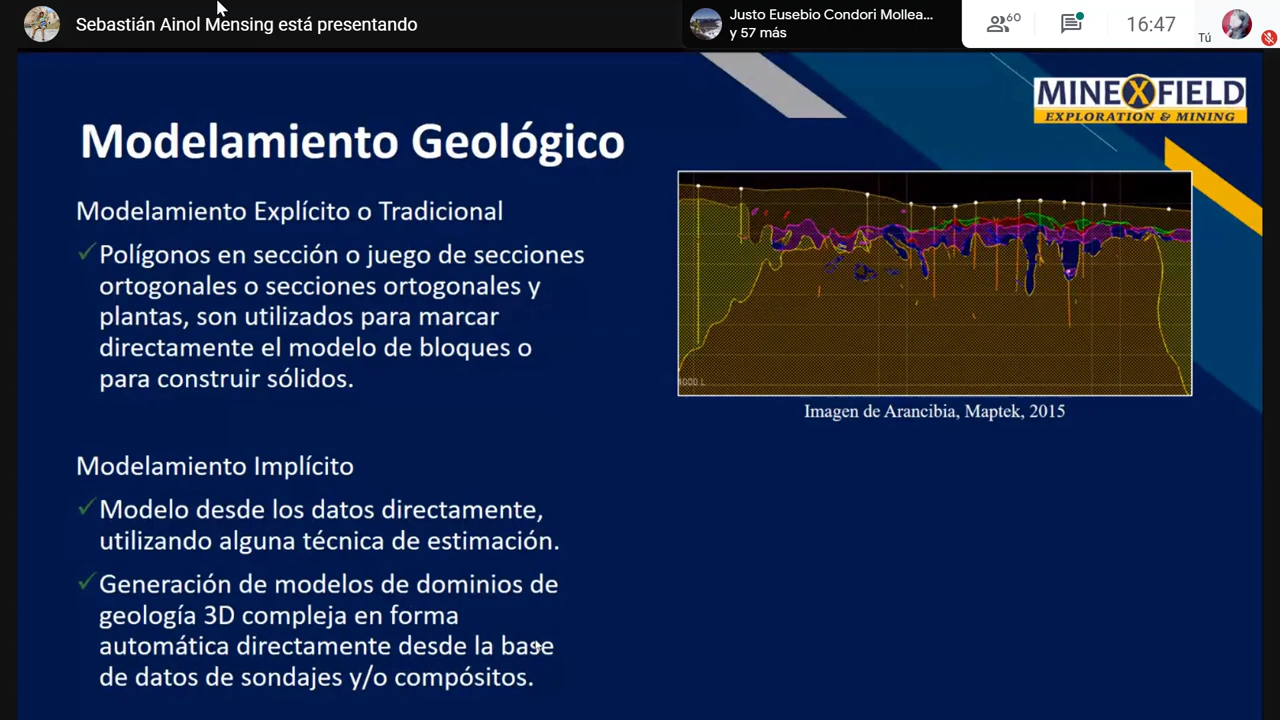 Sebastián Ainol Mensing está presentando
Justo Eusebio Condori Mollea...
y 57 más
60
16:47
Tú
MINEXFIELD
EXPLORATION & MINING
Modelamiento Geológico
Modelamiento Explícito o Tradicional
Polígonos en sección o juego de secciones
ortogonales o secciones ortogonales y
plantas, son utilizados para marcar
directamente el modelo de bloques o
para construir sólidos.
4000 L
Imagen de Arancibia, Maptek, 2015
Modelamiento Implícito
Modelo desde los datos directamente,
utilizando alguna técnica de estimación.
Generación de modelos de dominios de
geología 3D compleja en forma
automática directamente desde la base
de datos de sondajes y/o compósitos.